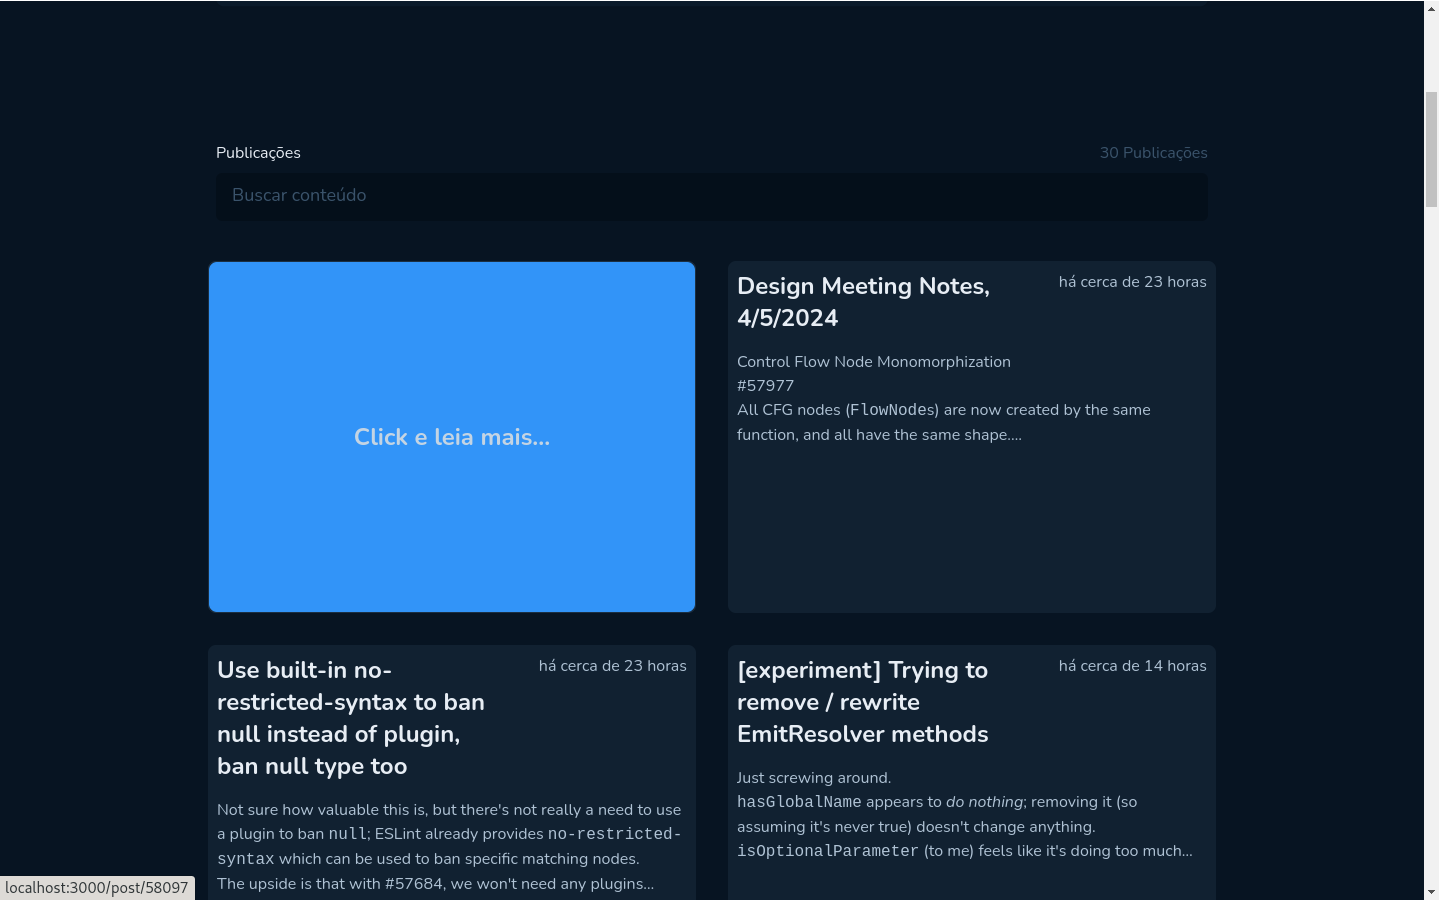 Publicações
30 Publicações
Buscar conteúdo
Click e leia mais...
Design Meeting Notes,
4/5/2024
há cerca de 23 horas
Control Flow Node Monomorphization
#57977
All CFG nodes (FlowNodes) are now created by the same
function, and all have the same shape....
Use built-in no-
restricted-syntax to ban
null instead of plugin,
ban null type too
há cerca de 23 horas
Not sure how valuable this is, but there's not really a need to use
a plugin to ban null; ESLint already provides no-restricted-
syntax which can be used to ban specific matching nodes.
The upside is that with #57684, we won't need any plugins...
[experiment] Trying to
remove / rewrite
EmitResolver methods
há cerca de 14 horas
Just screwing around.
hasGlobalName appears to do nothing; removing it (so
assuming it's never true) doesn't change anything.
isOptionalParameter (to me) feels like it's doing too much...
localhost:3000/post/58097